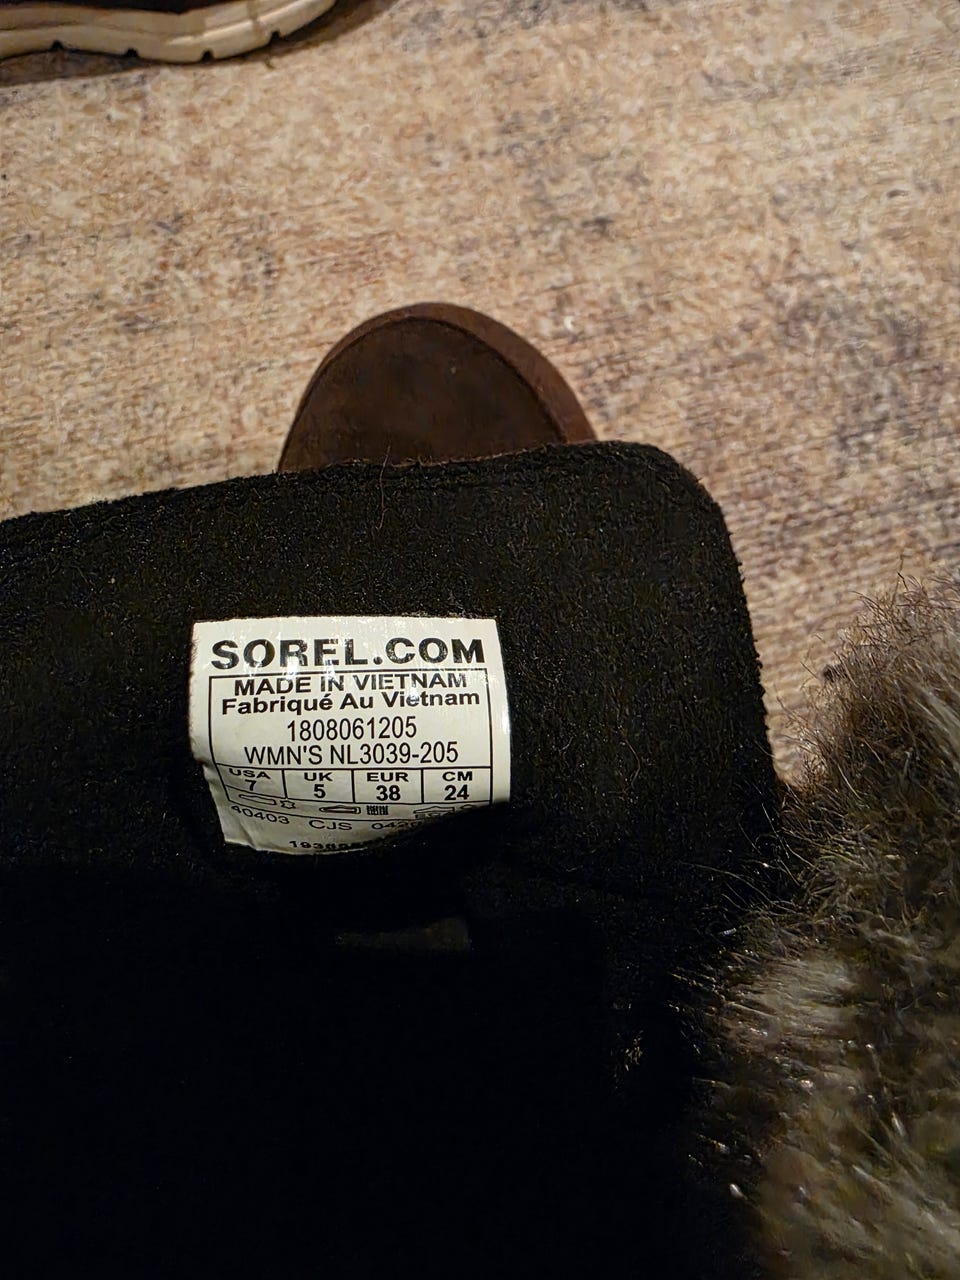 SOREL.COM
MADE IN VIETNAM
Fabriqué Au Vietnam
1808061205
WMN'S NL3039-205
USA UK EUR CM
7 5 38 24
40403 CJS